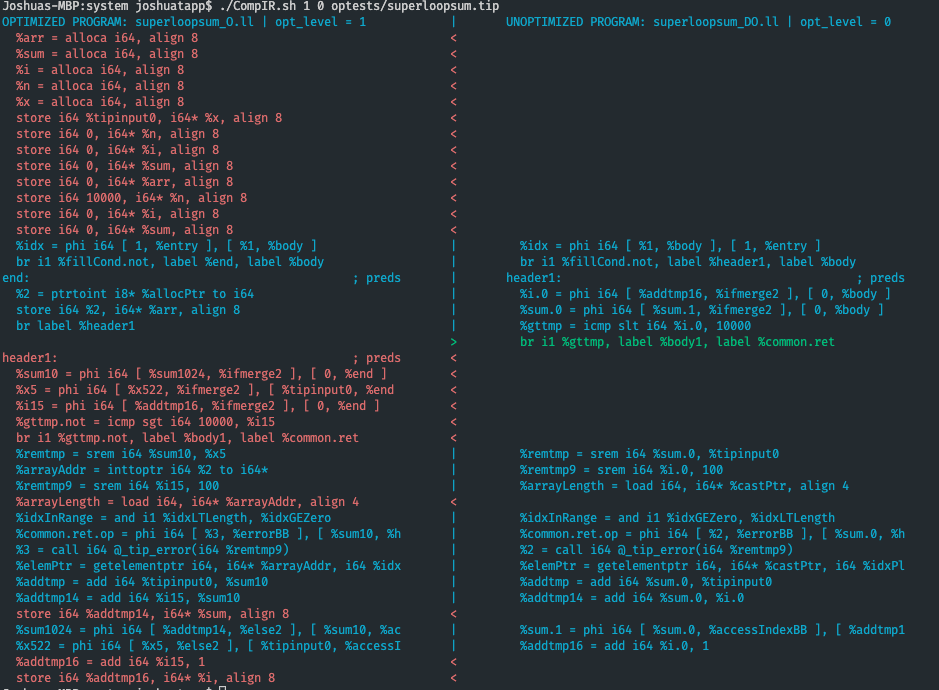 Joshuas-MBP:system joshuatapp$ ./CompIR.sh 1 0 optests/superloopsum.tip
OPTIMIZED PROGRAM: superloopsum_O.ll | opt_level = 1 | UNOPTIMIZED PROGRAM: superloopsum_DO.ll | opt_level = 0
%arr = alloca i64, align 8 <
%sum = alloca i64, align 8 <
%i = alloca i64, align 8 <
%n = alloca i64, align 8 <
%x = alloca i64, align 8 <
store i64 %tipinput0, i64* %x, align 8 <
store i64 0, i64* %n, align 8 <
store i64 0, i64* %i, align 8 <
store i64 0, i64* %sum, align 8 <
store i64 0, i64* %arr, align 8 <
store i64 10000, i64* %n, align 8 <
store i64 0, i64* %i, align 8 <
store i64 0, i64* %sum, align 8 <
%idx = phi i64 [ 1, %entry ], [ %1, %body ] | %idx = phi i64 [ %1, %body ], [ 1, %entry ]
br i1 %fillCond.not, label %end, label %body | br i1 %fillCond.not, label %header1, label %body
end: ; preds | header1: ; preds
%2 = ptrtoint i8* %allocPtr to i64 | %i.0 = phi i64 [ %addtmp16, %ifmerge2 ], [ 0, %body ]
store i64 %2, i64* %arr, align 8 | %sum.0 = phi i64 [ %sum.1, %ifmerge2 ], [ 0, %body ]
br label %header1 | %gttmp = icmp slt i64 %i.0, 10000
> br i1 %gttmp, label %body1, label %common.ret
header1: ; preds <
%sum10 = phi i64 [ %sum1024, %ifmerge2 ], [ 0, %end ] <
%x5 = phi i64 [ %x522, %ifmerge2 ], [ %tipinput0, %end <
%i15 = phi i64 [ %addtmp16, %ifmerge2 ], [ 0, %end ] <
%gttmp.not = icmp sgt i64 10000, %i15 <
br i1 %gttmp.not, label %body1, label %common.ret <
%remtmp = srem i64 %sum10, %x5 | %remtmp = srem i64 %sum.0, %tipinput0
%arrayAddr = inttoptr i64 %2 to i64* | %remtmp9 = srem i64 %i.0, 100
%remtmp9 = srem i64 %i15, 100 | %arrayLength = load i64, i64* %castPtr, align 4
%arrayLength = load i64, i64* %arrayAddr, align 4 <
%idxInRange = and i1 %idxLTLength, %idxGEZero | %idxInRange = and i1 %idxGEZero, %idxLTLength
%common.ret.op = phi i64 [ %3, %errorBB ], [ %sum10, %h | %common.ret.op = phi i64 [ %2, %errorBB ], [ %sum.0, %h
%3 = call i64 @_tip_error(i64 %remtmp9) | %2 = call i64 @_tip_error(i64 %remtmp9)
%elemPtr = getelementptr i64, i64* %arrayAddr, i64 %idx | %elemPtr = getelementptr i64, i64* %castPtr, i64 %idxPl
%addtmp = add i64 %tipinput0, %sum10 | %addtmp = add i64 %sum.0, %tipinput0
%addtmp14 = add i64 %i15, %sum10 | %addtmp14 = add i64 %sum.0, %i.0
store i64 %addtmp14, i64* %sum, align 8 <
%sum1024 = phi i64 [ %addtmp14, %else2 ], [ %sum10, %ac | %sum.1 = phi i64 [ %sum.0, %accessIndexBB ], [ %addtmp1
%x522 = phi i64 [ %x5, %else2 ], [ %tipinput0, %accessI | %addtmp16 = add i64 %i.0, 1
%addtmp16 = add i64 %i15, 1 <
store i64 %addtmp16, i64* %i, align 8 <